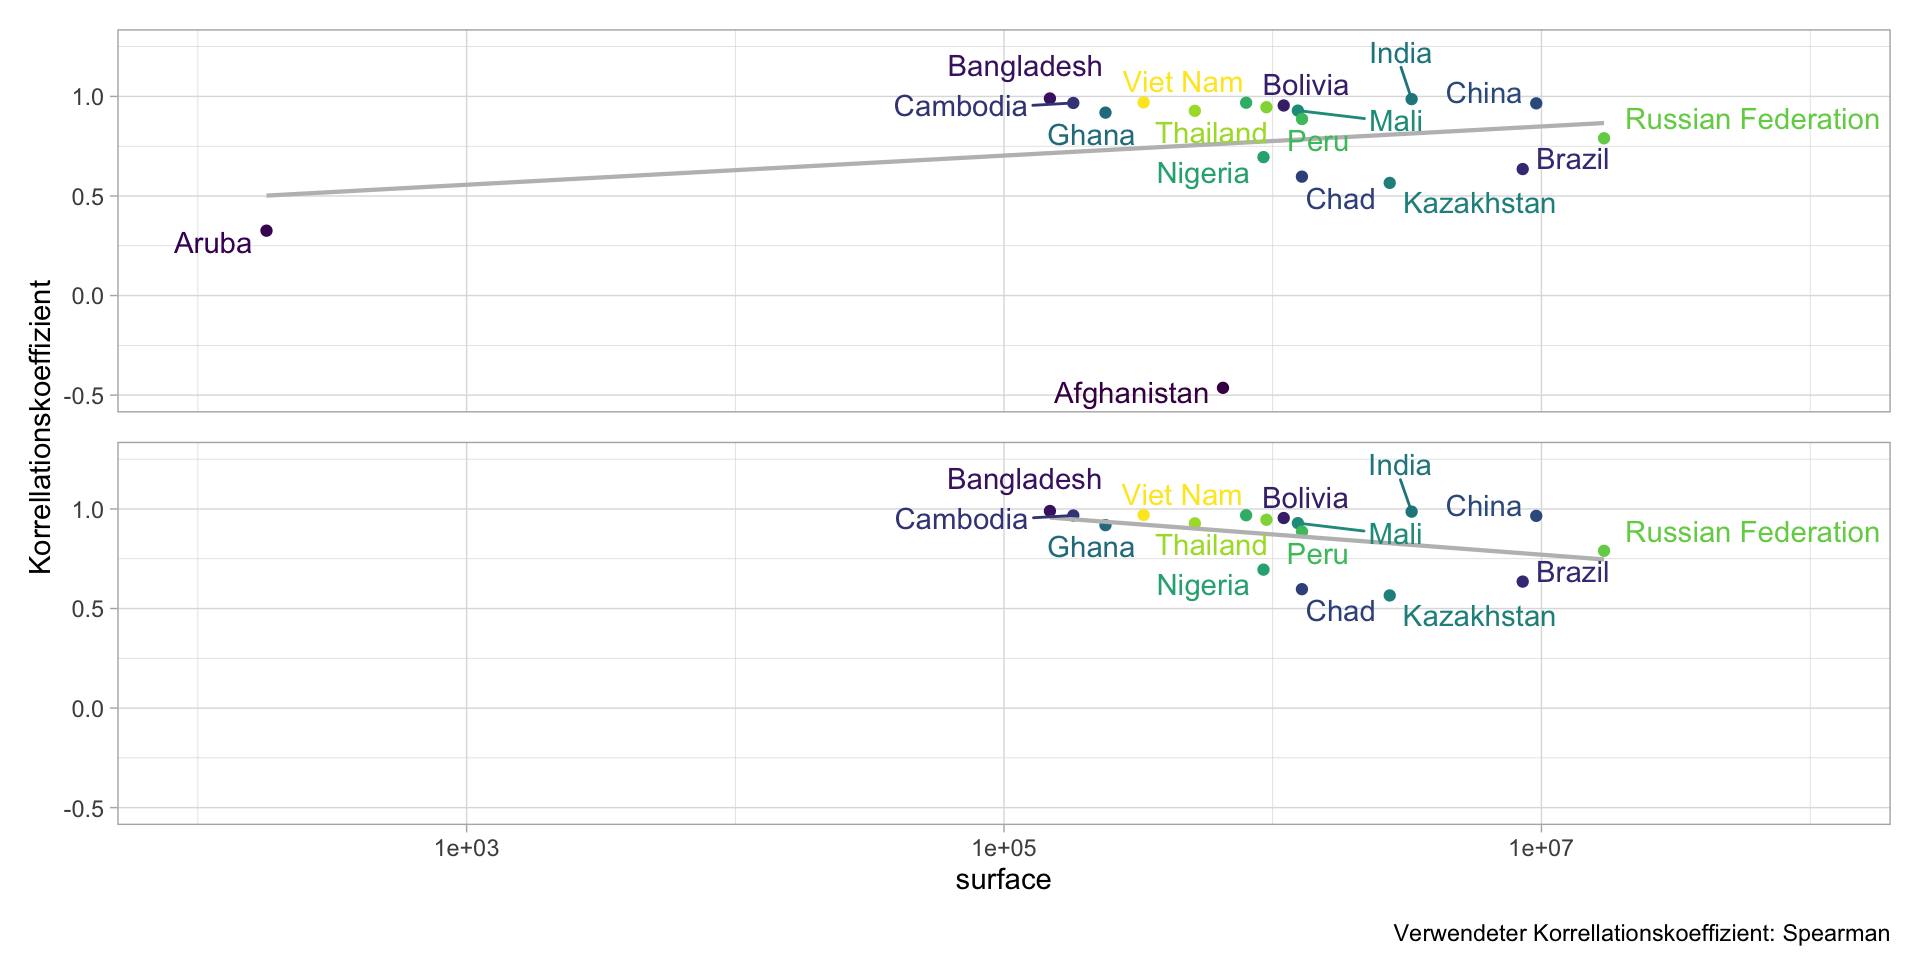 India
Bangladesh
Viet Nam
Bolivia
China
1.0
Cambodia
Mali
Russian Federation
Ghana
Thailand
Peru
Brazil
Nigeria
0.5
Chad
Kazakhstan
Aruba
0.0
Afghanistan
-0.5
Korrellationskoeffizient
India
Bangladesh
Viet Nam
Bolivia
China
1.0
Cambodia
Mali
Russian Federation
Ghana
Thailand
Peru
Brazil
Nigeria
0.5
Chad
Kazakhstan
0.0
-0.5
1e+03 1e+05 1e+07
surface
Verwendeter Korrellationskoeffizient: Spearman